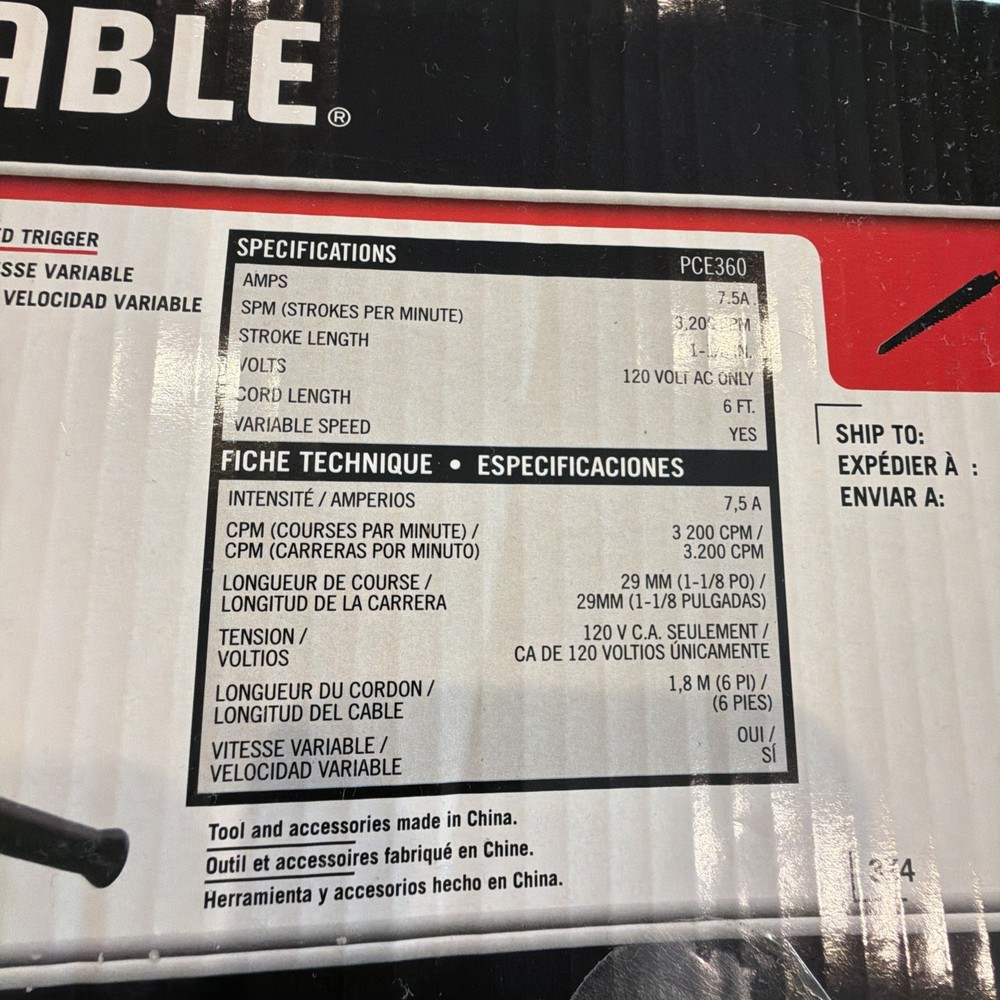 ABLE®
D TRIGGER
SSE VARIABLE
VELOCIDAD VARIABLE
SPECIFICATIONS PCE360
AMPS 7.5A
SPM (STROKES PER MINUTE)
STROKE LENGTH
VOLTS 120 VOLT AC ONLY
CORD LENGTH 6 FT.
VARIABLE SPEED YES
FICHE TECHNIQUE • ESPECIFICACIONES
INTENSITÉ / AMPERIOS 7,5 A
CPM (COURSES PAR MINUTE) / 3 200 CPM /
CPM (CARRERAS POR MINUTO) 3.200 CPM
LONGUEUR DE COURSE / 29 MM (1-1/8 PO) /
LONGITUD DE LA CARRERA 29MM (1-1/8 PULGADAS)
TENSION / 120 V C.A. SEULEMENT /
VOLTIOS CA DE 120 VOLTIOS ÚNICAMENTE
LONGUEUR DU CORDON / 1,8 M (6 PI) /
LONGITUD DEL CABLE (6 PIES)
VITESSE VARIABLE / OUI /
VELOCIDAD VARIABLE SÍ
SHIP TO:
EXPÉDIER À :
ENVIAR A:
Tool and accessories made in China.
Outil et accessoires fabriqué en Chine.
Herramienta y accesorios hecho en China.